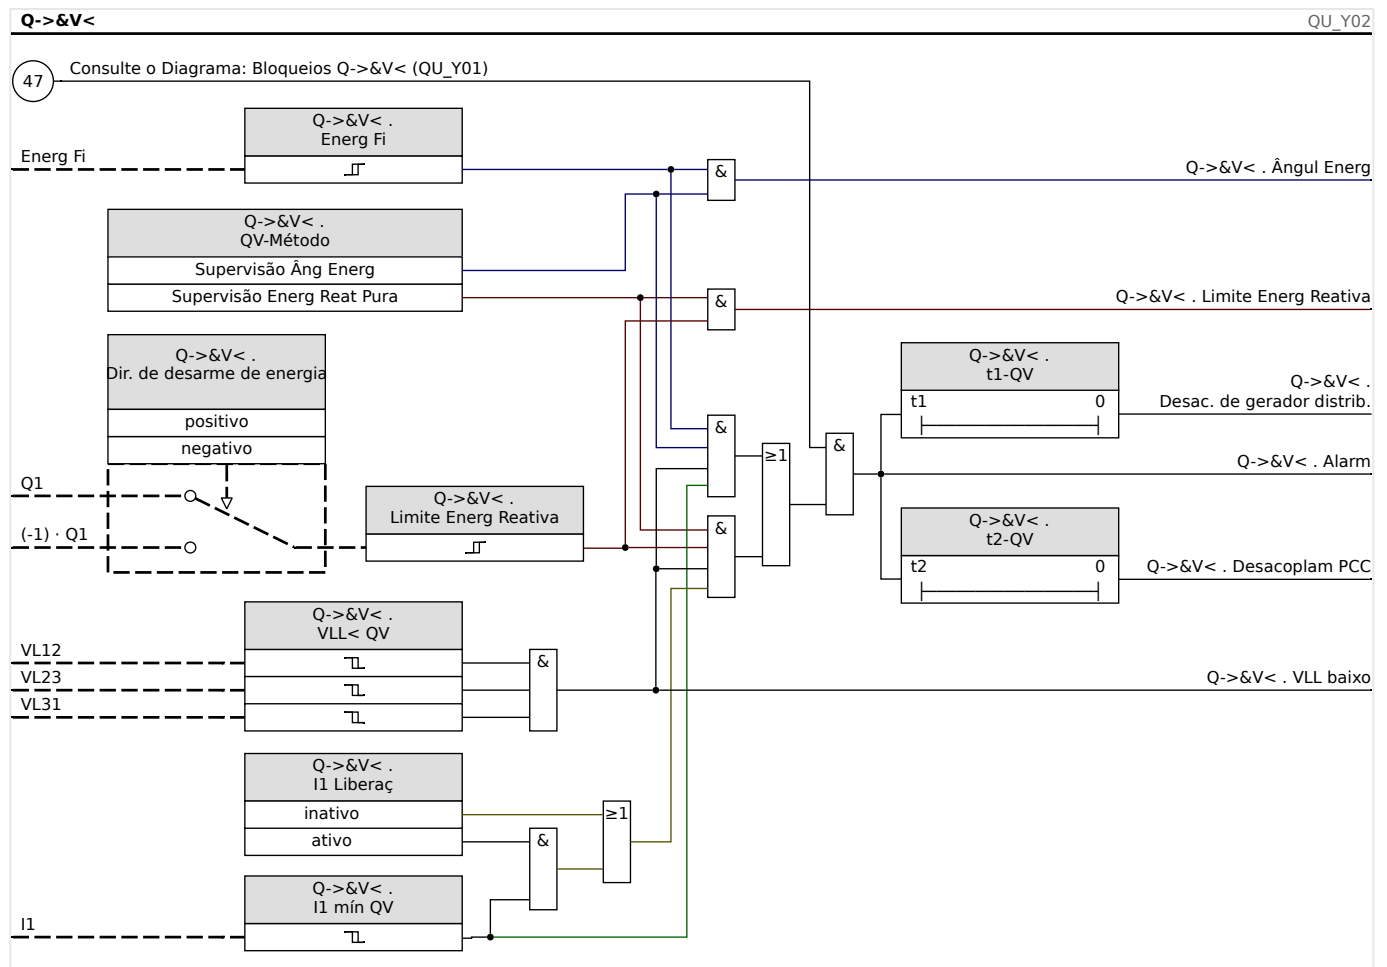 Q->&V<
QU_Y02
47
Consulte o Diagrama: Bloqueios Q->&V< (QU_Y01)
Q->&V< .
Energ Fi
Energ Fi
&
Q->&V< . Ângul Energ
Q->&V< .
QV-Método
Supervisão Âng Energ
Supervisão Energ Reat Pura
&
Q->&V< . Limite Energ Reativa
Q->&V< .
Dir. de desarme de energia
positivo
negativo
Q->&V< .
t1-QV
t1 0
Q->&V< .
Desac. de gerador distrib.
&
≥1
&
Q->&V< . Alarm
Q1
(-1) · Q1
Q->&V< .
Limite Energ Reativa
&
Q->&V< .
t2-QV
t2 0
Q->&V< . Desacoplam PCC
Q->&V< .
VLL< QV
VL12
VL23
VL31
&
Q->&V< . VLL baixo
Q->&V< .
I1 Liberaç
inativo
ativo
≥1
&
Q->&V< .
I1 mín QV
I1